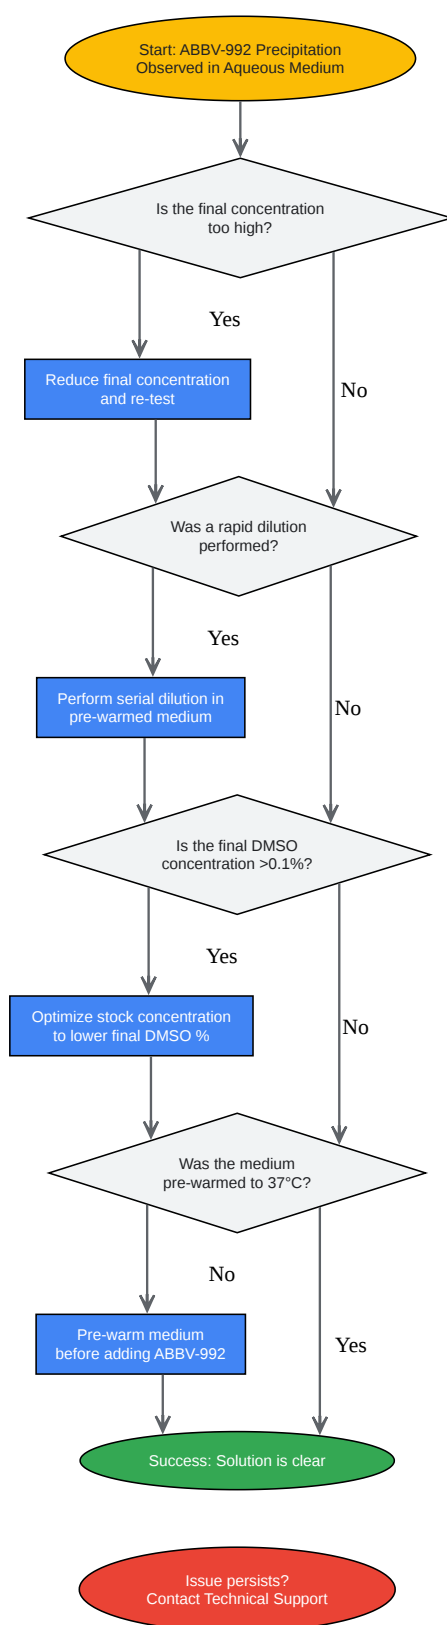 Start: ABBV-992 Precipitation
Observed in Aqueous Medium
Is the final concentration
too high?
Yes
Reduce final concentration
and re-test
No
Was a rapid dilution
performed?
Yes
Perform serial dilution in
pre-warmed medium
No
Is the final DMSO
concentration >0.1%?
Yes
Optimize stock concentration
to lower final DMSO %
No
Was the medium
pre-warmed to 37°C?
No
Pre-warm medium
before adding ABBV-992
Yes
Success: Solution is clear
Issue persists?
Contact Technical Support